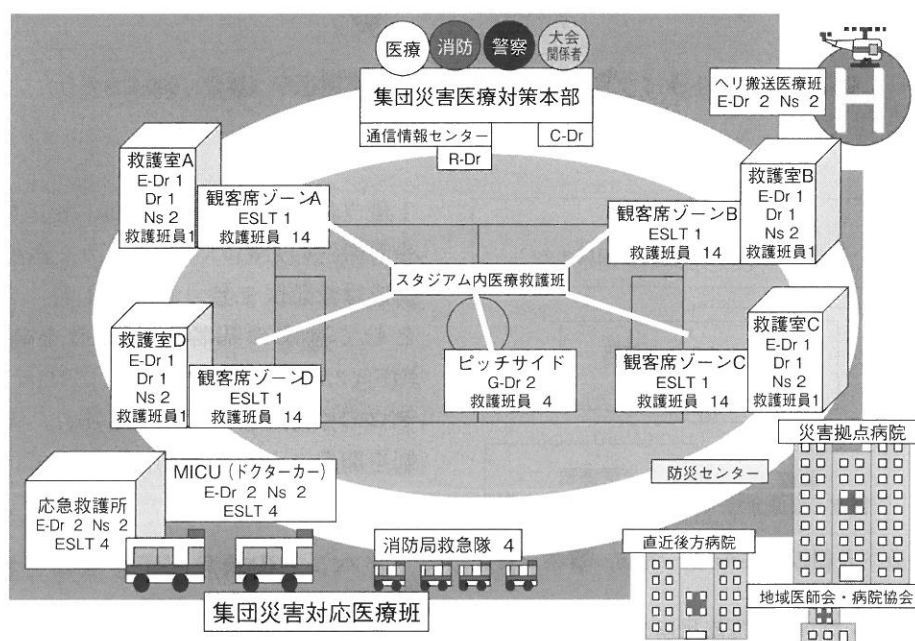 医療
消防
警察
大会
関係者
集団災害医療対策本部
通信情報センター
C-Dr
R-Dr
ヘリ搬送医療班
E-Dr 2 Ns 2
H
救護室A
E-Dr 1
Dr 1
Ns 2
救護班員1
観客席ゾーンA
ESLT 1
救護班員 14
観客席ゾーンB
ESLT 1
救護班員 14
救護室B
E-Dr 1
Dr 1
Ns 2
救護班員1
スタジアム内医療救護班
救護室D
E-Dr 1
Dr 1
Ns 2
救護班員1
観客席ゾーンD
ESLT 1
救護班員 14
ピッチサイド
G-Dr 2
救護班員 4
観客席ゾーンC
ESLT 1
救護班員 14
救護室C
E-Dr 1
Dr 1
Ns 2
救護班員1
災害拠点病院
防災センター
応急救護所
E-Dr 2 Ns 2
ESLT 4
MICU（ドクターカー）
E-Dr 2 Ns 2
ESLT 4
消防局救急隊 4
直近後方病院
地域医師会・病院協会
集団災害対応医療班